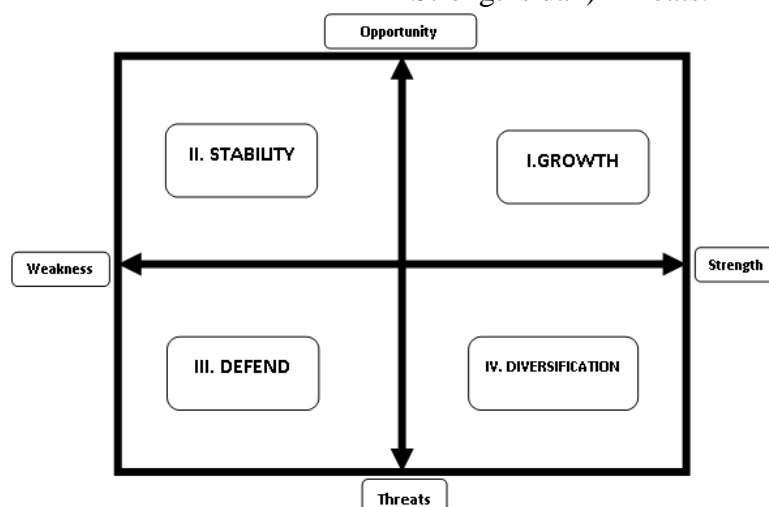 Opportunity
II. STABILITY
I.GROWTH
Weakness
Strength
III. DEFEND
IV. DIVERSIFICATION
Threats